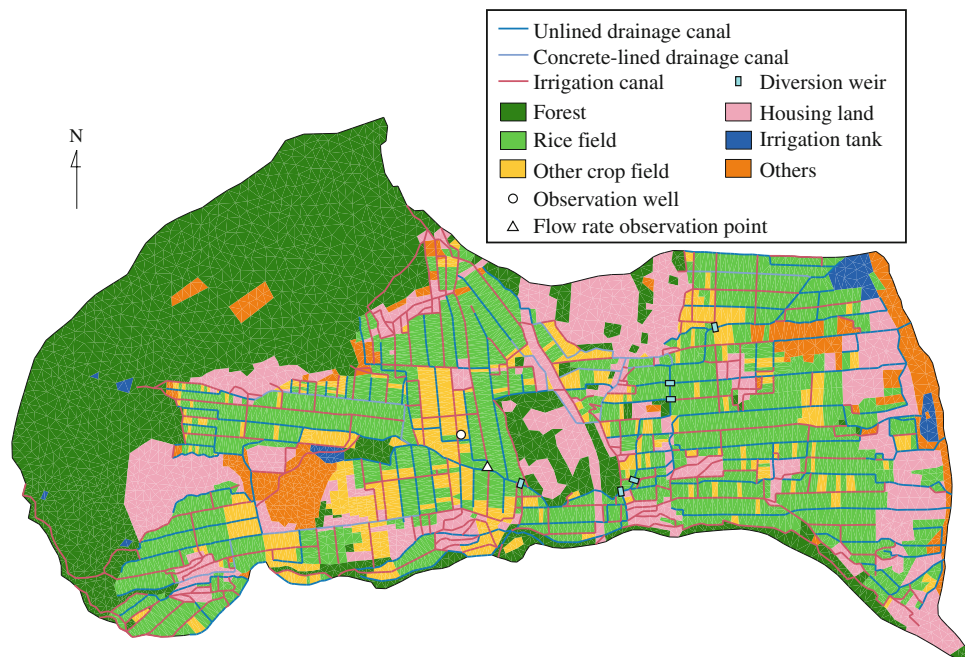 Unlined drainage canal
Concrete-lined drainage canal
Irrigation canal
Diversion weir
Forest
Housing land
Rice field
Irrigation tank
Other crop field
Others
Observation well
Flow rate observation point
N